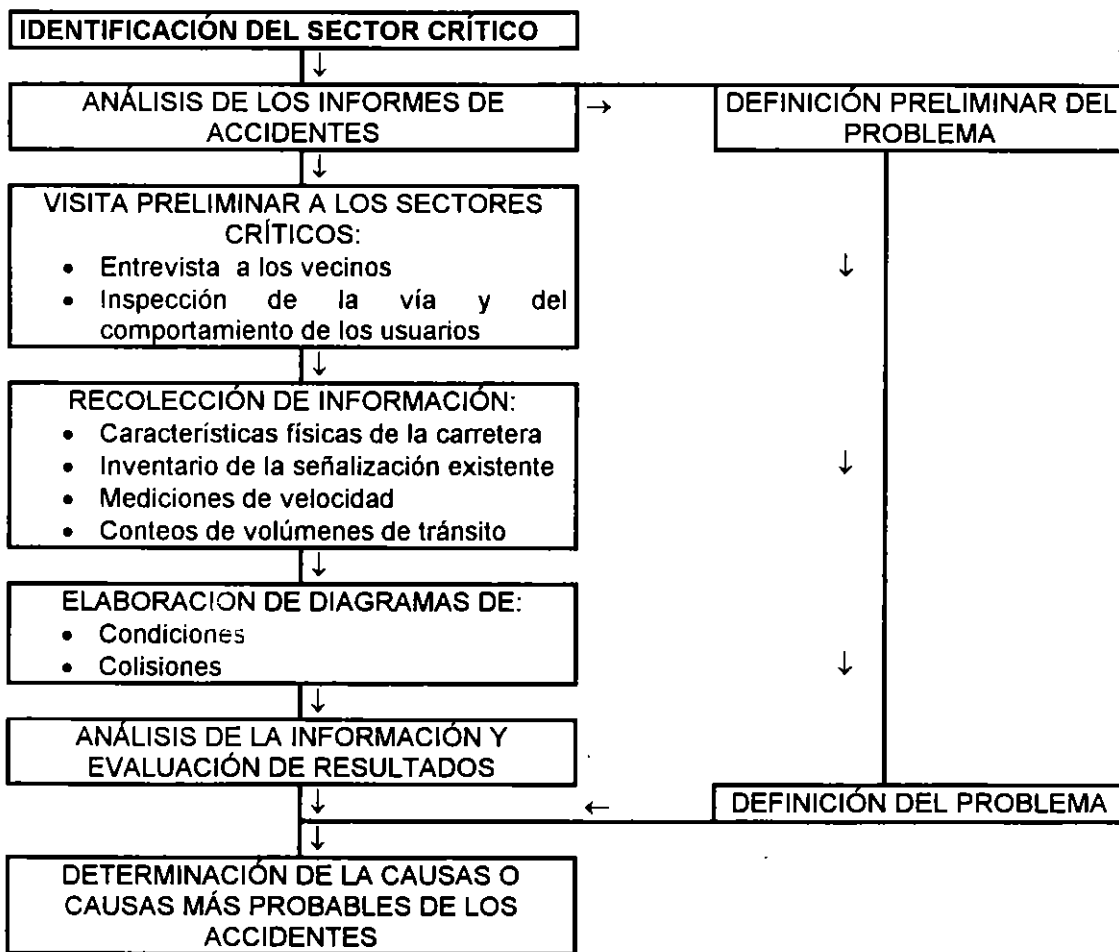 IDENTIFICACIÓN DEL SECTOR CRÍTICO
↓
ANÁLISIS DE LOS INFORMES DE
ACCIDENTES
→
DEFINICIÓN PRELIMINAR DEL
PROBLEMA
↓
VISITA PRELIMINAR A LOS SECTORES
CRÍTICOS:
• Entrevista a los vecinos
• Inspección de la vía y del
comportamiento de los usuarios
↓
↓
RECOLECCIÓN DE INFORMACIÓN:
• Características físicas de la carretera
• Inventario de la señalización existente
• Mediciones de velocidad
• Conteos de volúmenes de tránsito
↓
↓
ELABORACION DE DIAGRAMAS DE:
• Condiciones
• Colisiones
↓
↓
ANÁLISIS DE LA INFORMACIÓN Y
EVALUACIÓN DE RESULTADOS
↓
←
DEFINICIÓN DEL PROBLEMA
↓
DETERMINACIÓN DE LA CAUSAS O
CAUSAS MÁS PROBABLES DE LOS
ACCIDENTES